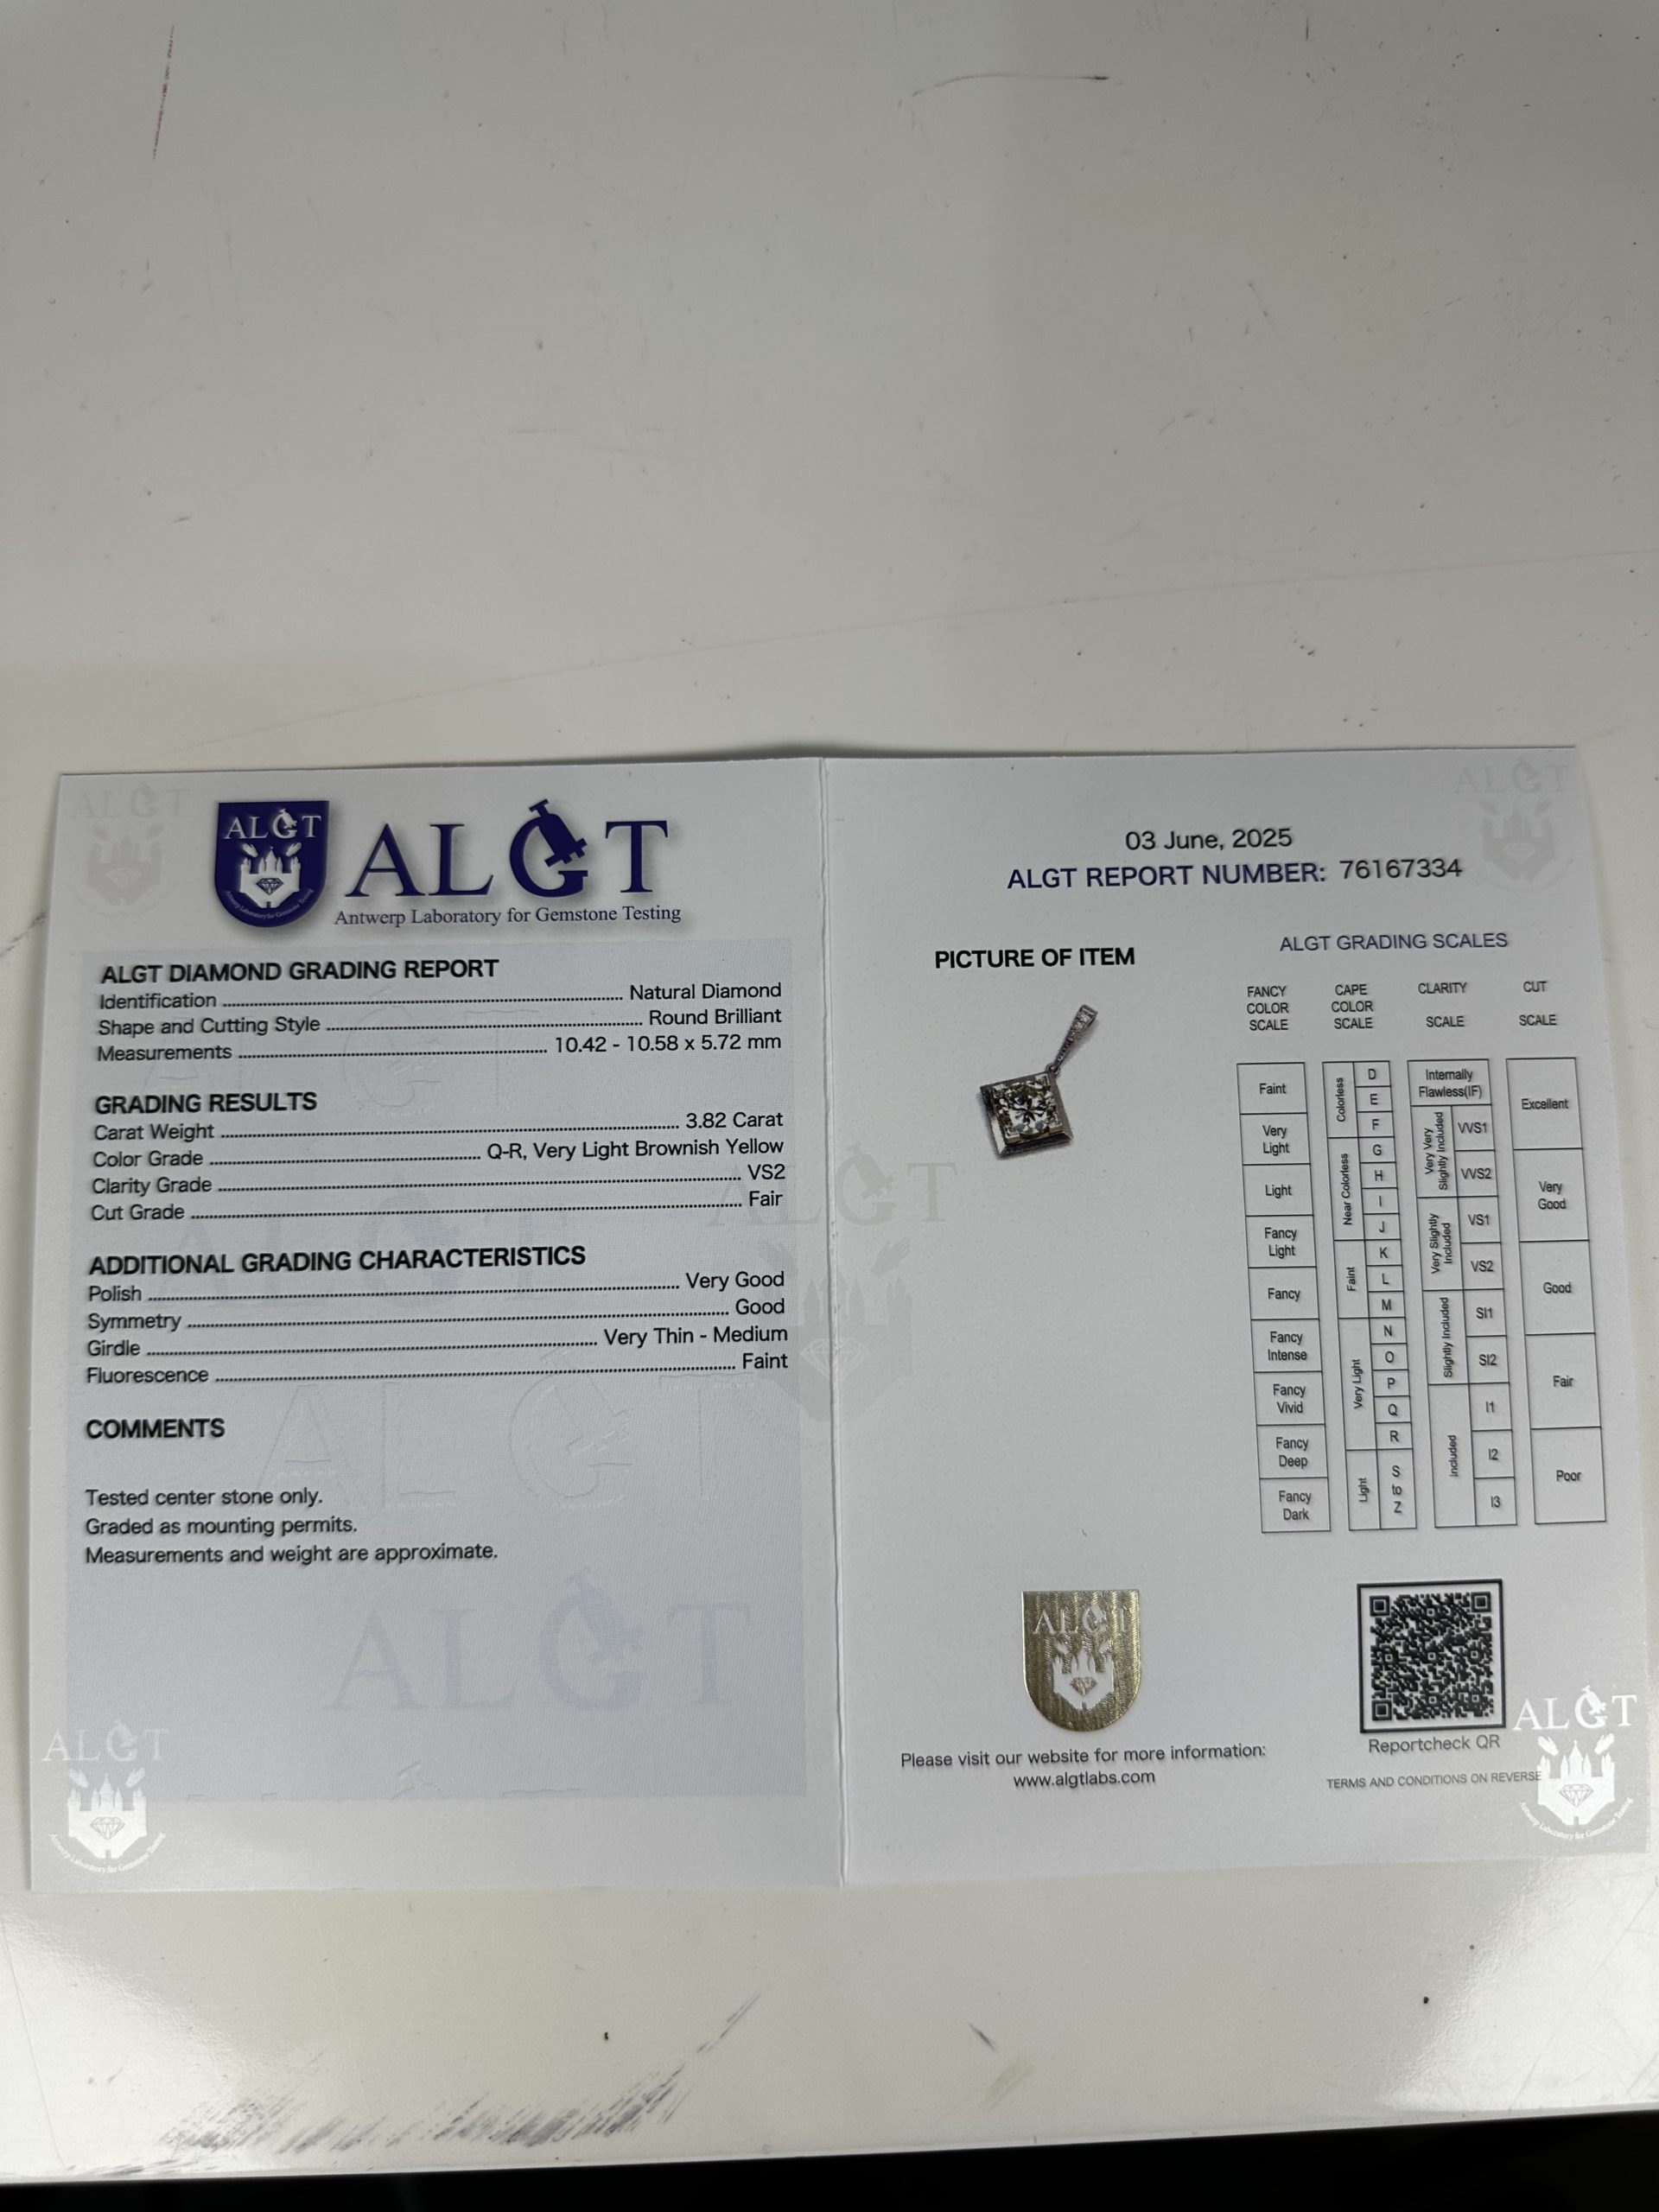 ALGT
ALGT
Antwerp Laboratory for Gemstone Testing
ALGT DIAMOND GRADING REPORT
Identification ........ Natural Diamond
Shape and Cutting Style ........ Round Brilliant
Measurements ........ 10.42 - 10.58 x 5.72 mm
GRADING RESULTS
Carat Weight ........ 3.82 Carat
Color Grade ........ Q-R, Very Light Brownish Yellow
Clarity Grade ........ VS2
Cut Grade ........ Fair
ADDITIONAL GRADING CHARACTERISTICS
Polish ........ Very Good
Symmetry ........ Good
Girdle ........ Very Thin - Medium
Fluorescence ........ Faint
COMMENTS
Tested center stone only.
Graded as mounting permits.
Measurements and weight are approximate.
ALGT
ALGT
03 June, 2025
ALGT REPORT NUMBER: 76167334
PICTURE OF ITEM
ALGT GRADING SCALES
FANCY COLOR SCALE
Faint
Very Light
Light
Fancy Light
Fancy
Fancy Intense
Fancy Vivid
Fancy Deep
Fancy Dark
CAPE COLOR SCALE
Colorless
D
E
F
Near Colorless
G
H
I
J
Faint
K
L
M
Very Light
N
O
P
Q
R
Light
S to Z
CLARITY SCALE
Internally Flawless(IF)
Very Very Slightly Included
VVS1
VVS2
Very Slightly Included
VS1
VS2
Slightly Included
SI1
SI2
Included
I1
I2
I3
CUT SCALE
Excellent
Very Good
Good
Fair
Poor
ALGT
Please visit our website for more information:
www.algtlabs.com
Reportcheck QR
TERMS AND CONDITIONS ON REVERSE
ALGT
Antwerp Laboratory for Gemstone Testing